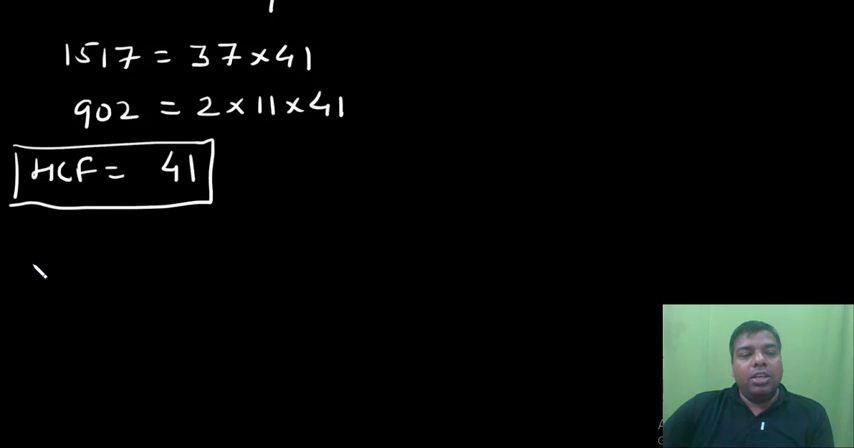 1517 = 37 × 41
902 = 2 × 11 × 41
HCF = 41